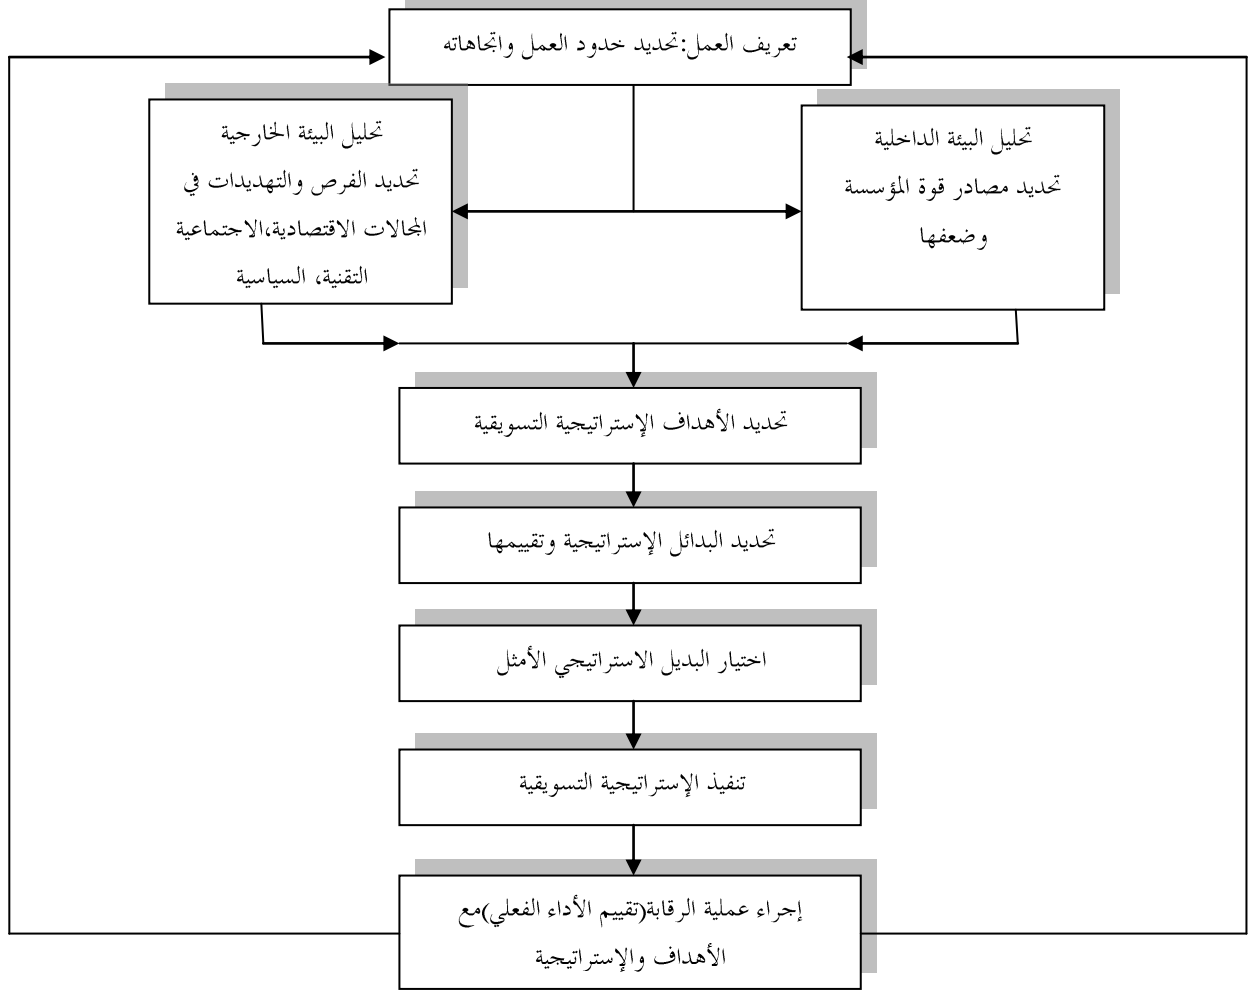 تعريف العمل:تحديد حدود العمل واتجاهاته
تحليل البيئة الداخلية
تحديد مصادر قوة المؤسسة
وضعفها
تحليل البيئة الخارجية
تحديد الفرص والتهديدات في
المجالات الاقتصادية،الاجتماعية
التقنية، السياسية
تحديد الأهداف الإستراتيجية التسويقية
تحديد البدائل الإستراتيجية وتقييمها
اختيار البديل الاستراتيجي الأمثل
تنفيذ الإستراتيجية التسويقية
إجراء عملية الرقابة(تقييم الأداء الفعلي)مع
الأهداف والإستراتيجية